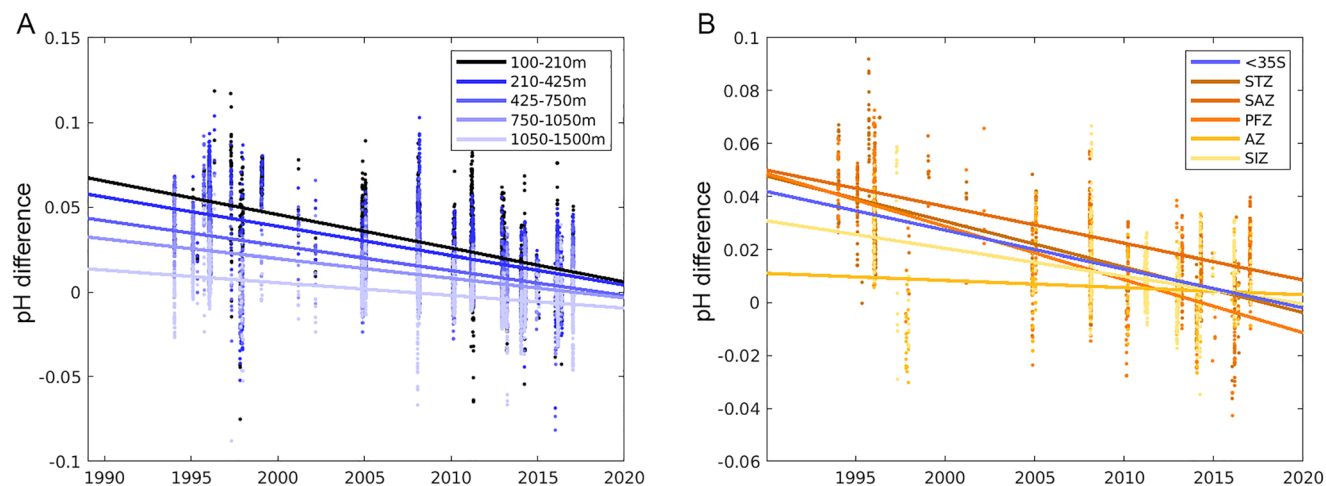 A
pH difference
0.15
0.1
0.05
0
-0.05
-0.1
1990 1995 2000 2005 2010 2015 2020
100-210m
210-425m
425-750m
750-1050m
1050-1500m
B
pH difference
0.1
0.08
0.06
0.04
0.02
0
-0.02
-0.04
-0.06
1995 2000 2005 2010 2015 2020
<35S
STZ
SAZ
PFZ
AZ
SIZ